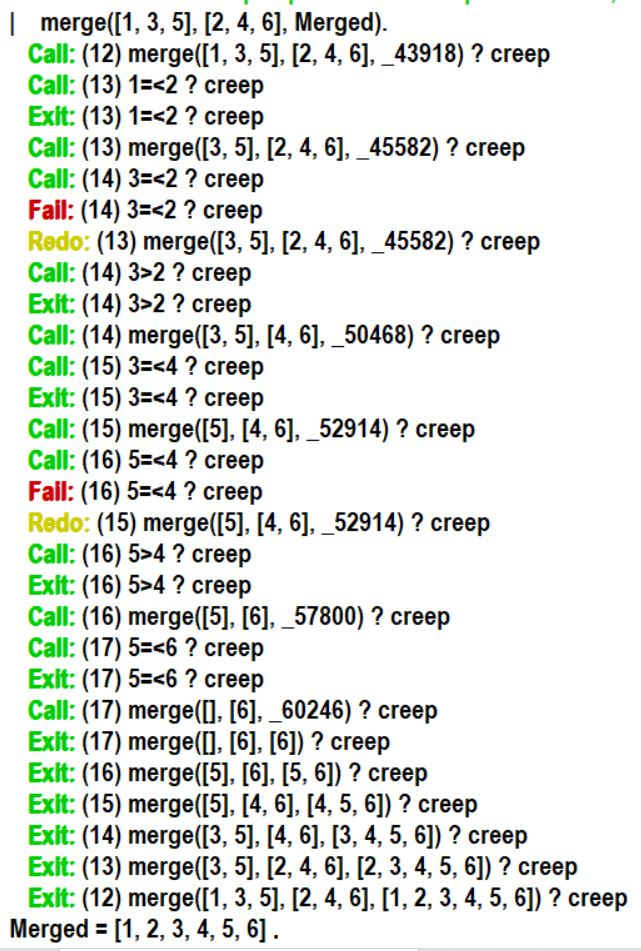 | merge([1, 3, 5], [2, 4, 6], Merged).
Call: (12) merge([1, 3, 5], [2, 4, 6], _43918) ? creep
Call: (13) 1=<2 ? creep
Exit: (13) 1=<2 ? creep
Call: (13) merge([3, 5], [2, 4, 6], _45582) ? creep
Call: (14) 3=<2 ? creep
Fail: (14) 3=<2 ? creep
Redo: (13) merge([3, 5], [2, 4, 6], _45582) ? creep
Call: (14) 3>2 ? creep
Exit: (14) 3>2 ? creep
Call: (14) merge([3, 5], [4, 6], _50468) ? creep
Call: (15) 3=<4 ? creep
Exit: (15) 3=<4 ? creep
Call: (15) merge([5], [4, 6], _52914) ? creep
Call: (16) 5=<4 ? creep
Fail: (16) 5=<4 ? creep
Redo: (15) merge([5], [4, 6], _52914) ? creep
Call: (16) 5>4 ? creep
Exit: (16) 5>4 ? creep
Call: (16) merge([5], [6], _57800) ? creep
Call: (17) 5=<6 ? creep
Exit: (17) 5=<6 ? creep
Call: (17) merge([], [6], _60246) ? creep
Exit: (17) merge([], [6], [6]) ? creep
Exit: (16) merge([5], [6], [5, 6]) ? creep
Exit: (15) merge([5], [4, 6], [4, 5, 6]) ? creep
Exit: (14) merge([3, 5], [4, 6], [3, 4, 5, 6]) ? creep
Exit: (13) merge([3, 5], [2, 4, 6], [2, 3, 4, 5, 6]) ? creep
Exit: (12) merge([1, 3, 5], [2, 4, 6], [1, 2, 3, 4, 5, 6]) ? creep
Merged = [1, 2, 3, 4, 5, 6] .